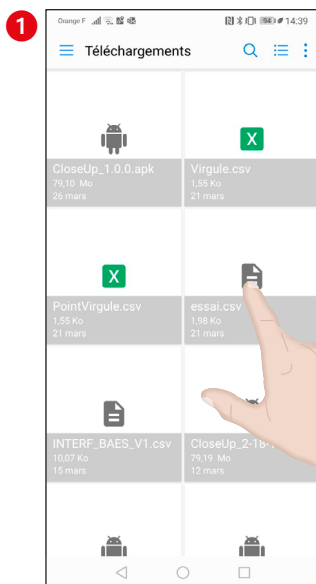 1
Orange F 94 14:39
Téléchargements
CloseUp_1.0.0.apk
79,10 Mo
26 mars
X
Virgule.csv
1,55 Ko
21 mars
X
PointVirgule.csv
1,55 Ko
21 mars
essai.csv
1,98 Ko
21 mars
INTERF_BAES_V1.csv
10,07 Ko
15 mars
CloseUp_2-18-
79,19 Mo
12 mars